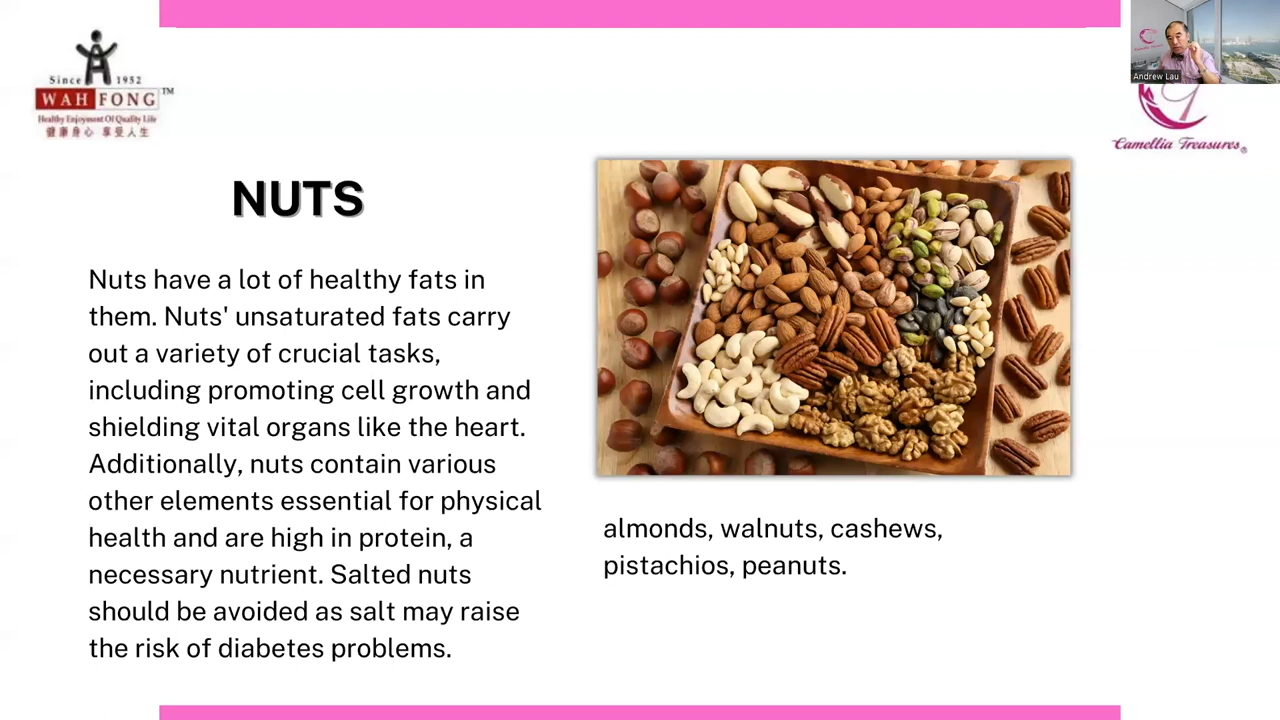 Since 1952
WAH FONG TM
Healthy Enjoyment Of Quality Life
健康身心 享受人生
Andrew Lau
Camellia Treasures®
NUTS
Nuts have a lot of healthy fats in
them. Nuts' unsaturated fats carry
out a variety of crucial tasks,
including promoting cell growth and
shielding vital organs like the heart.
Additionally, nuts contain various
other elements essential for physical
health and are high in protein, a
necessary nutrient. Salted nuts
should be avoided as salt may raise
the risk of diabetes problems.
almonds, walnuts, cashews,
pistachios, peanuts.